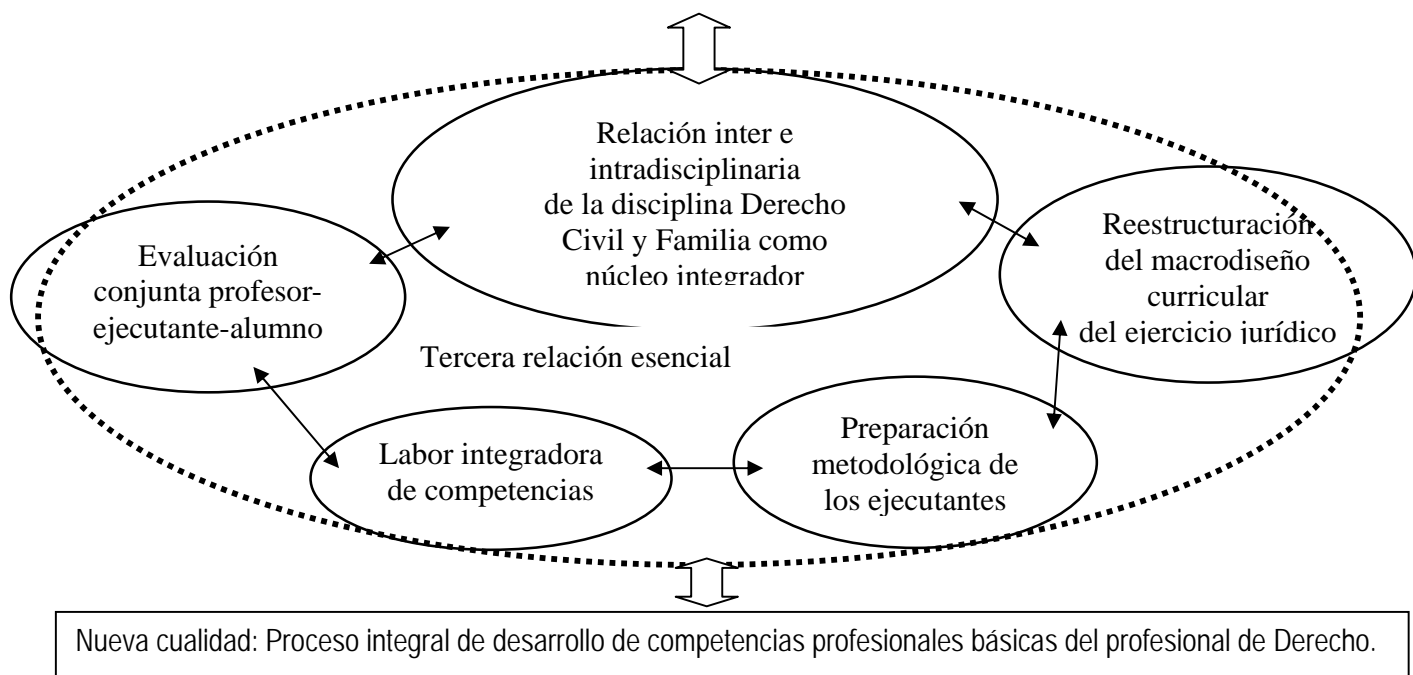 Relación inter e
intradisciplinaria
de la disciplina Derecho
Civil y Familia como
núcleo integrador
Evaluación
conjunta profesor-
ejecutante-alumno
Reestructuración
del macrodiseño
curricular
del ejercicio jurídico
Tercera relación esencial
Labor integradora
de competencias
Preparación
metodológica de
los ejecutantes
Nueva cualidad: Proceso integral de desarrollo de competencias profesionales básicas del profesional de Derecho.